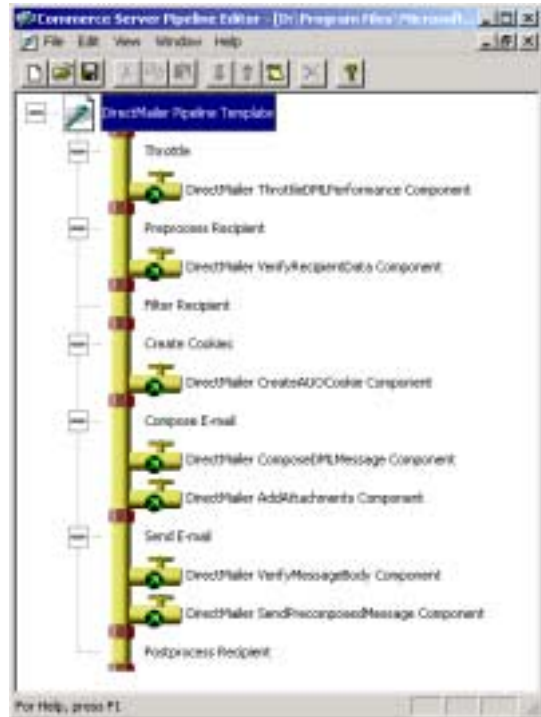 Commerce Server Pipeline Editor - [D:\Program Files\Microsoft...
File Edit View Window Help
DirectMailer Pipeline Template
Throttle
DirectMailer ThrottleDMLPerformance Component
Preprocess Recipient
DirectMailer VerifyRecipientData Component
Filter Recipient
Create Cookies
DirectMailer CreateAUOCookie Component
Compose E-mail
DirectMailer ComposeDMLMessage Component
DirectMailer AddAttachments Component
Send E-mail
DirectMailer VerifyMessageBody Component
DirectMailer SendPrecomposedMessage Component
Postprocess Recipient
For Help, press F1